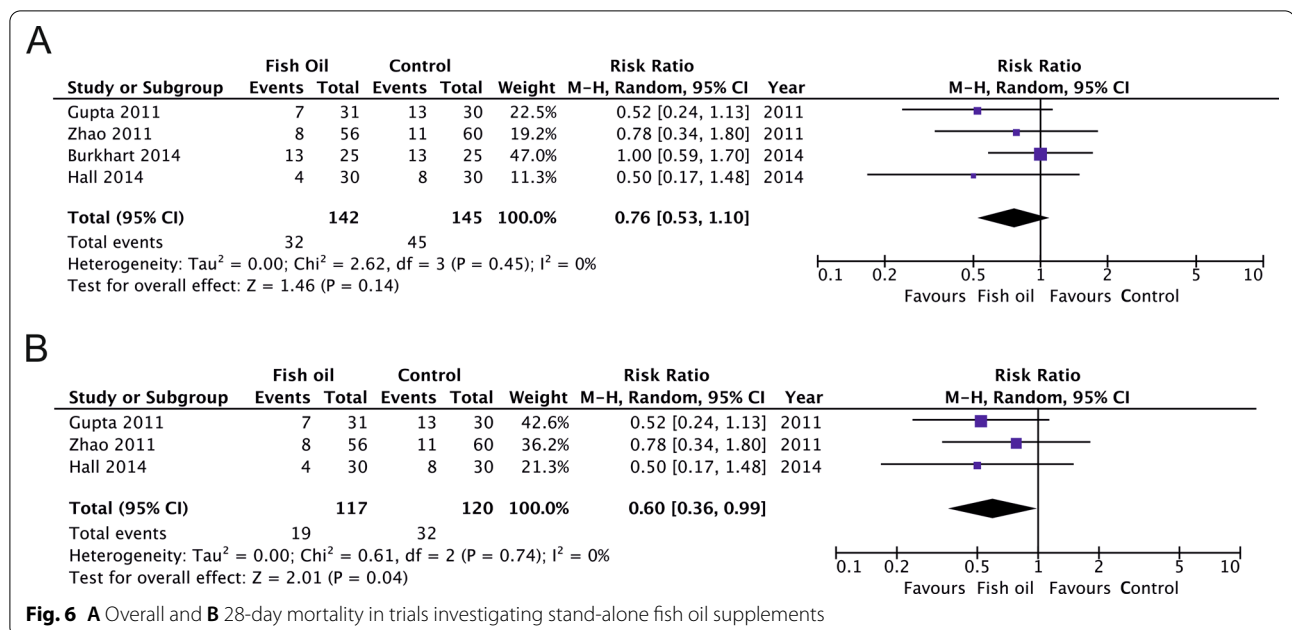 A
Fish Oil Control Risk Ratio Risk Ratio
Study or Subgroup Events Total Events Total Weight M-H, Random, 95% CI Year M-H, Random, 95% CI
Gupta 2011 7 31 13 30 22.5% 0.52 [0.24, 1.13] 2011
Zhao 2011 8 56 11 60 19.2% 0.78 [0.34, 1.80] 2011
Burkhart 2014 13 25 13 25 47.0% 1.00 [0.59, 1.70] 2014
Hall 2014 4 30 8 30 11.3% 0.50 [0.17, 1.48] 2014
Total (95% CI) 142 145 100.0% 0.76 [0.53, 1.10]
Total events 32 45
Heterogeneity: Tau² = 0.00; Chi² = 2.62, df = 3 (P = 0.45); I² = 0%
Test for overall effect: Z = 1.46 (P = 0.14)
0.1 0.2 0.5 1 2 5 10
Favours Fish oil Favours Control
B
Fish oil Control Risk Ratio Risk Ratio
Study or Subgroup Events Total Events Total Weight M-H, Random, 95% CI Year M-H, Random, 95% CI
Gupta 2011 7 31 13 30 42.6% 0.52 [0.24, 1.13] 2011
Zhao 2011 8 56 11 60 36.2% 0.78 [0.34, 1.80] 2011
Hall 2014 4 30 8 30 21.3% 0.50 [0.17, 1.48] 2014
Total (95% CI) 117 120 100.0% 0.60 [0.36, 0.99]
Total events 19 32
Heterogeneity: Tau² = 0.00; Chi² = 0.61, df = 2 (P = 0.74); I² = 0%
Test for overall effect: Z = 2.01 (P = 0.04)
0.1 0.2 0.5 1 2 5 10
Favours Fish oil Favours Control
Fig. 6 A Overall and B 28-day mortality in trials investigating stand-alone fish oil supplements